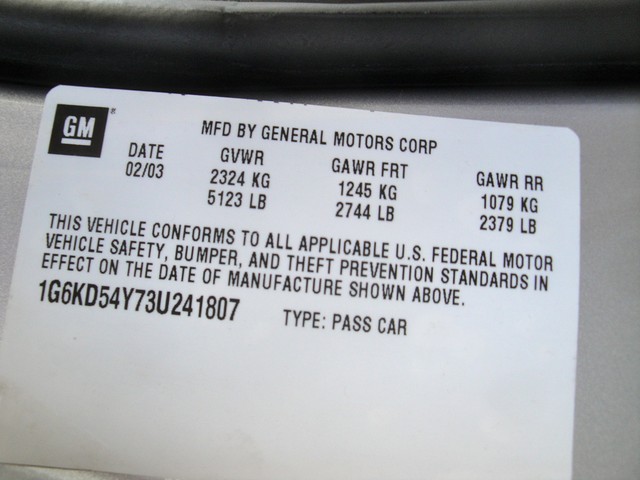 GM®
MFD BY GENERAL MOTORS CORP
DATE GVWR GAWR FRT GAWR RR
02/03 2324 KG 1245 KG 1079 KG
5123 LB 2744 LB 2379 LB
THIS VEHICLE CONFORMS TO ALL APPLICABLE U.S. FEDERAL MOTOR
VEHICLE SAFETY, BUMPER, AND THEFT PREVENTION STANDARDS IN
EFFECT ON THE DATE OF MANUFACTURE SHOWN ABOVE.
1G6KD54Y73U241807 TYPE: PASS CAR